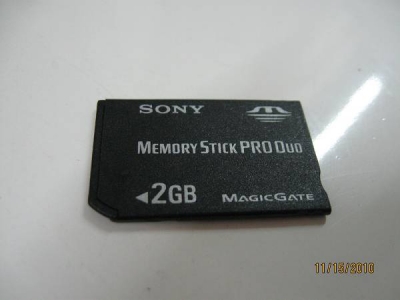 SONY
MEMORY STICK PRO DUO
2GB MAGICGATE
11/15/2010